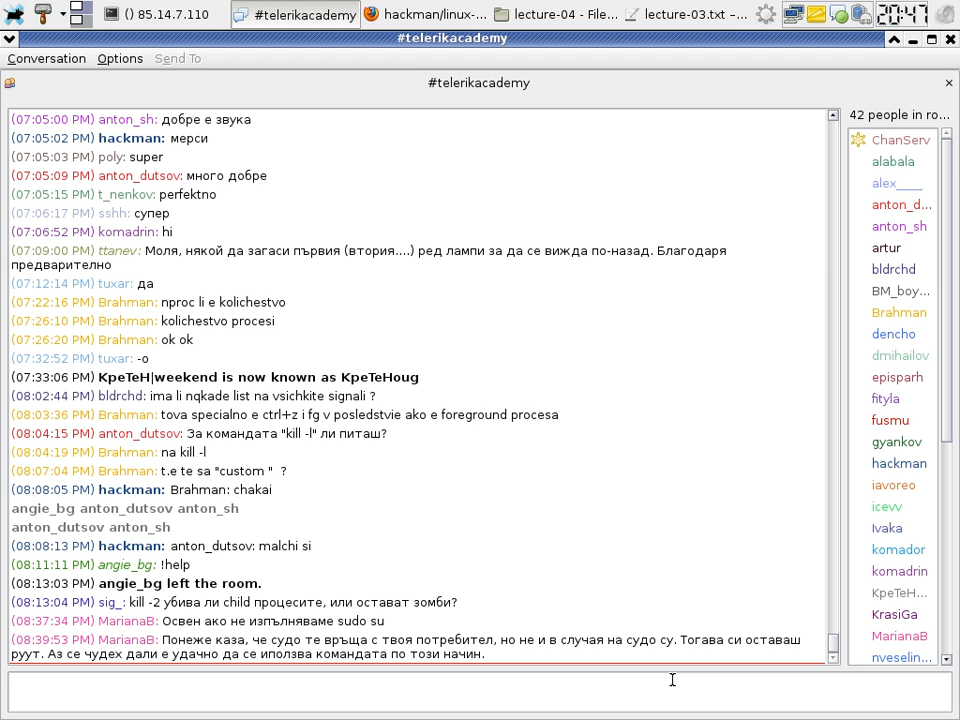 () 85.14.7.110
#telerikacademy
hackman/linux-...
lecture-04 - File...
lecture-03.txt –...
20:47
#telerikacademy
Conversation Options Send To
#telerikacademy
(07:05:00 PM) anton_sh: добре е звука
(07:05:02 PM) hackman: мерси
(07:05:03 PM) poly: super
(07:05:09 PM) anton_dutsov: много добре
(07:05:15 PM) t_nenkov: perfektno
(07:06:17 PM) sshh: супер
(07:06:52 PM) komadrin: hi
(07:09:00 PM) ttanev: Моля, някой да загаси първия (втория....) ред лампи за да се вижда по-назад. Благодаря
предварително
(07:12:14 PM) tuxar: да
(07:22:16 PM) Brahman: nproc li e kolichestvo
(07:26:10 PM) Brahman: kolichestvo procesi
(07:26:20 PM) Brahman: ok ok
(07:32:52 PM) tuxar: -o
(07:33:06 PM) KpeTeH|weekend is now known as KpeTeHoug
(08:02:44 PM) bldrchd: ima li nqkade list na vsichkite signali ?
(08:03:36 PM) Brahman: tova specialno e ctrl+z i fg v posledstvie ako e foreground procesa
(08:04:15 PM) anton_dutsov: За командата "kill -l" ли питаш?
(08:04:19 PM) Brahman: na kill -l
(08:07:04 PM) Brahman: t.e te sa "custom " ?
(08:08:05 PM) hackman: Brahman: chakai
angie_bg anton_dutsov anton_sh
anton_dutsov anton_sh
(08:08:13 PM) hackman: anton_dutsov: malchi si
(08:11:11 PM) angie_bg: !help
(08:13:03 PM) angie_bg left the room.
(08:13:04 PM) sig_: kill -2 убива ли child процесите, или остават зомби?
(08:37:34 PM) MarianaB: Освен ако не изпълняваме sudo su
(08:39:53 PM) MarianaB: Понеже каза, че судо те връща с твоя потребител, но не и в случая на судо су. Тогава си оставаш
руут. Аз се чудех дали е удачно да се иползва командата по този начин.
42 people in ro...
ChanServ
alabala
alex____
anton_d...
anton_sh
artur
bldrchd
BM_boy...
Brahman
dencho
dmihailov
episparh
fityla
fusmu
gyankov
hackman
iavoreo
icevv
Ivaka
komador
komadrin
KpeTeH...
KrasiGa
MarianaB
nveselin...